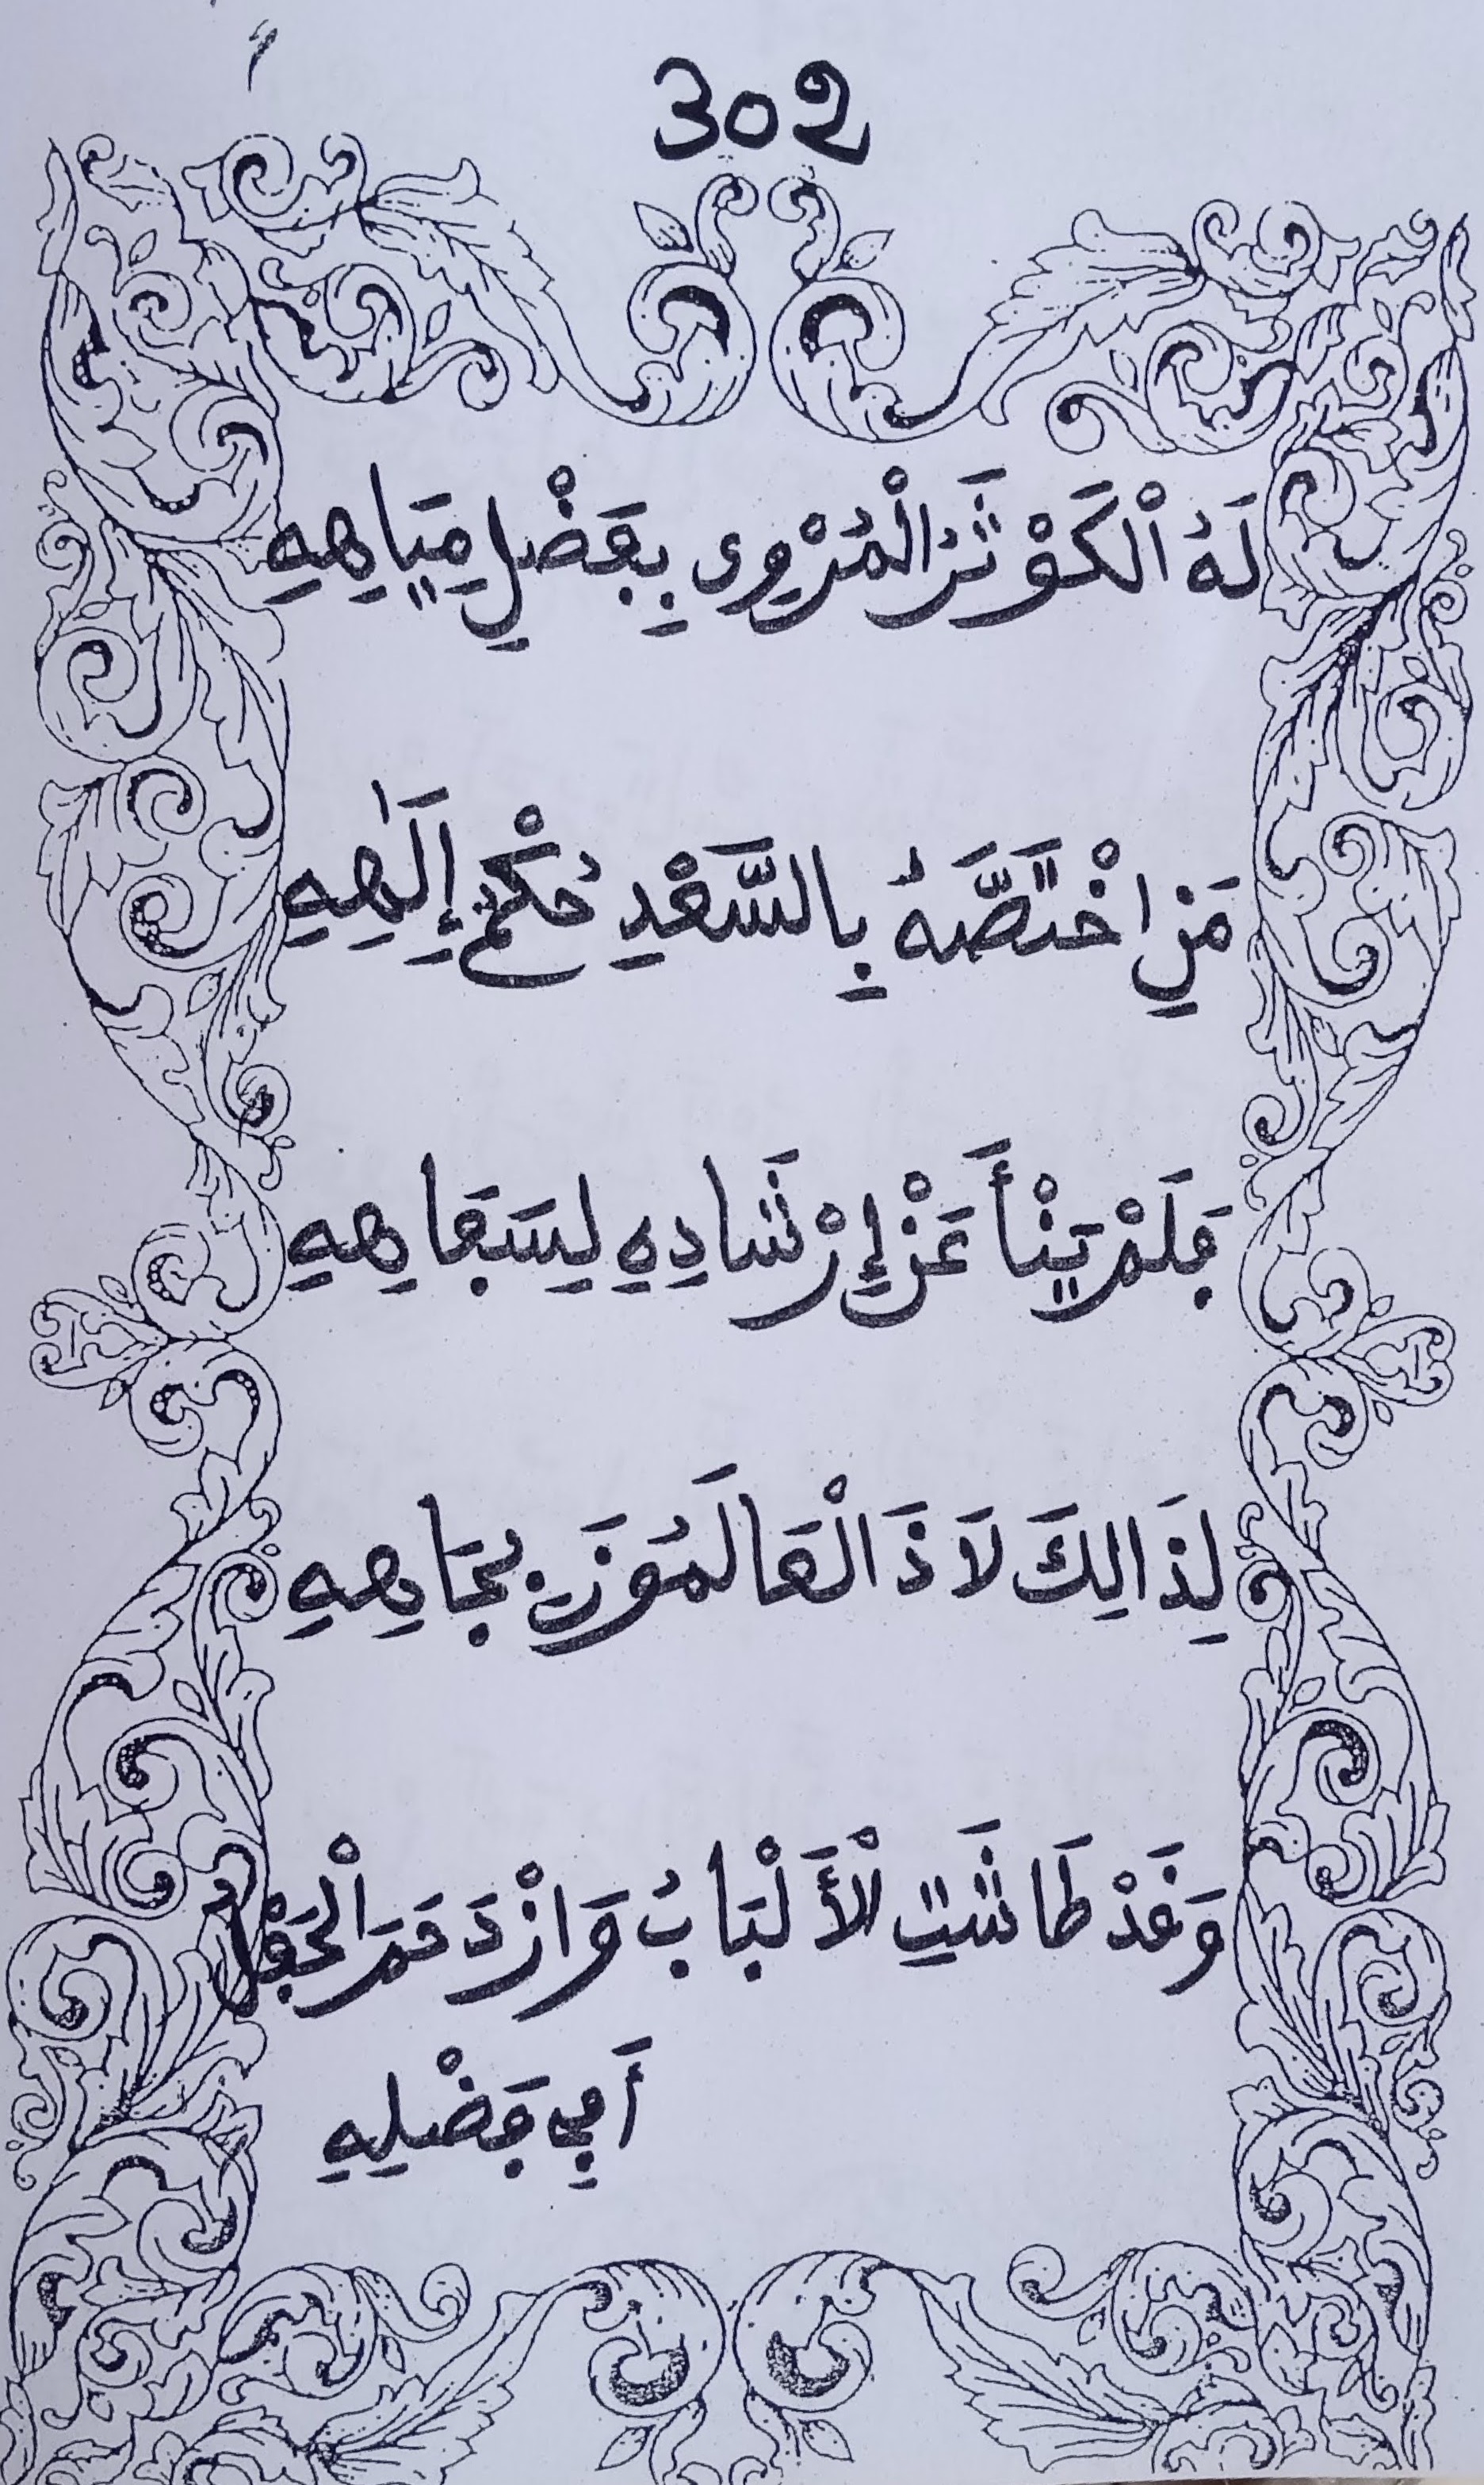 302
لَهُ الْكَوْثَرُ الْمُرْوِى بِفَضْلِ مِيَاهِهِ
مَنِ اخْتَصَّهُ بِالسَّعْدِ حُكْمُ إِلَٰهِهِ
فَلَمْ يَنْأَ عَنْ إِرْشَادِهِ لِسَفَاهِهِ
لِذَالِكَ لَاذَ الْعَالَمُونَ بِجَاهِهِ
وَقَدْ طَاشَتِ الْأَلْبَابُ وَازْدَحَمَ الْحَفْلُ
أَفِي فَضْلِهِ